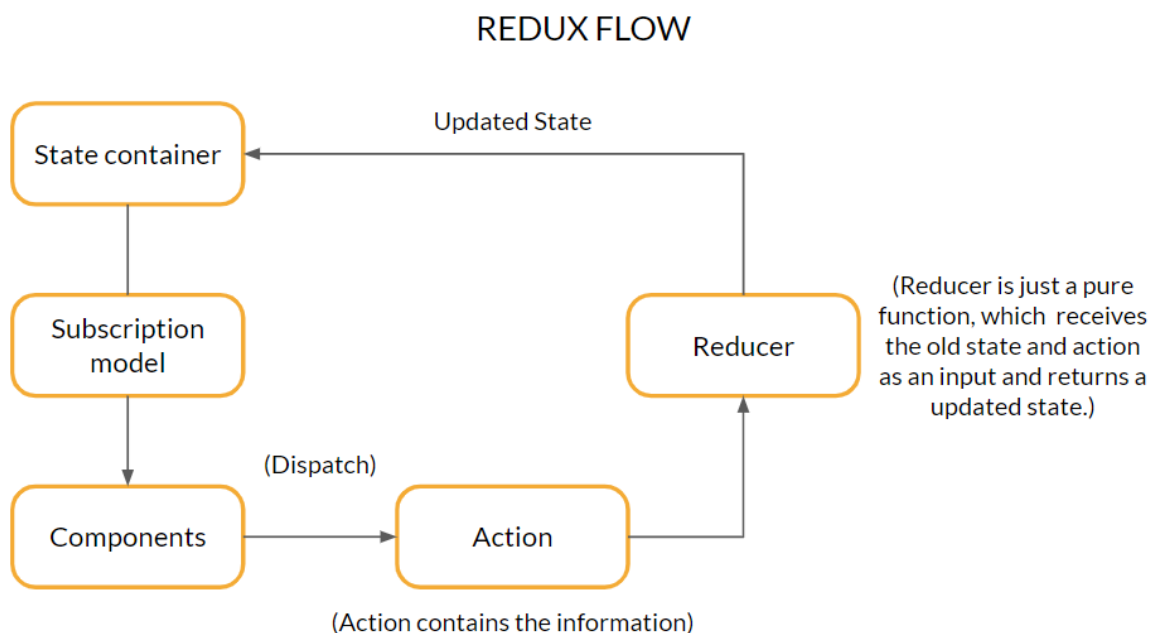 REDUX FLOW
Updated State
State container
Subscription
model
Reducer
(Reducer is just a pure
function, which receives
the old state and action
as an input and returns a
updated state.)
(Dispatch)
Components
Action
(Action contains the information)